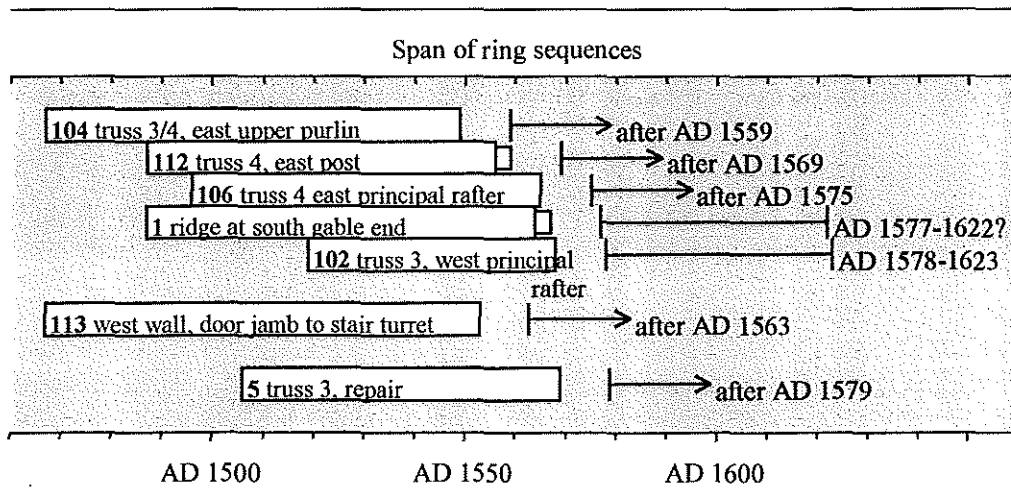 Span of ring sequences
104 truss 3/4, east upper purlin
after AD 1559
112 truss 4, east post
after AD 1569
106 truss 4 east principal rafter
after AD 1575
1 ridge at south gable end
AD 1577-1622?
102 truss 3, west principal
rafter
AD 1578-1623
113 west wall, door jamb to stair turret
after AD 1563
5 truss 3, repair
after AD 1579
AD 1500 AD 1550 AD 1600